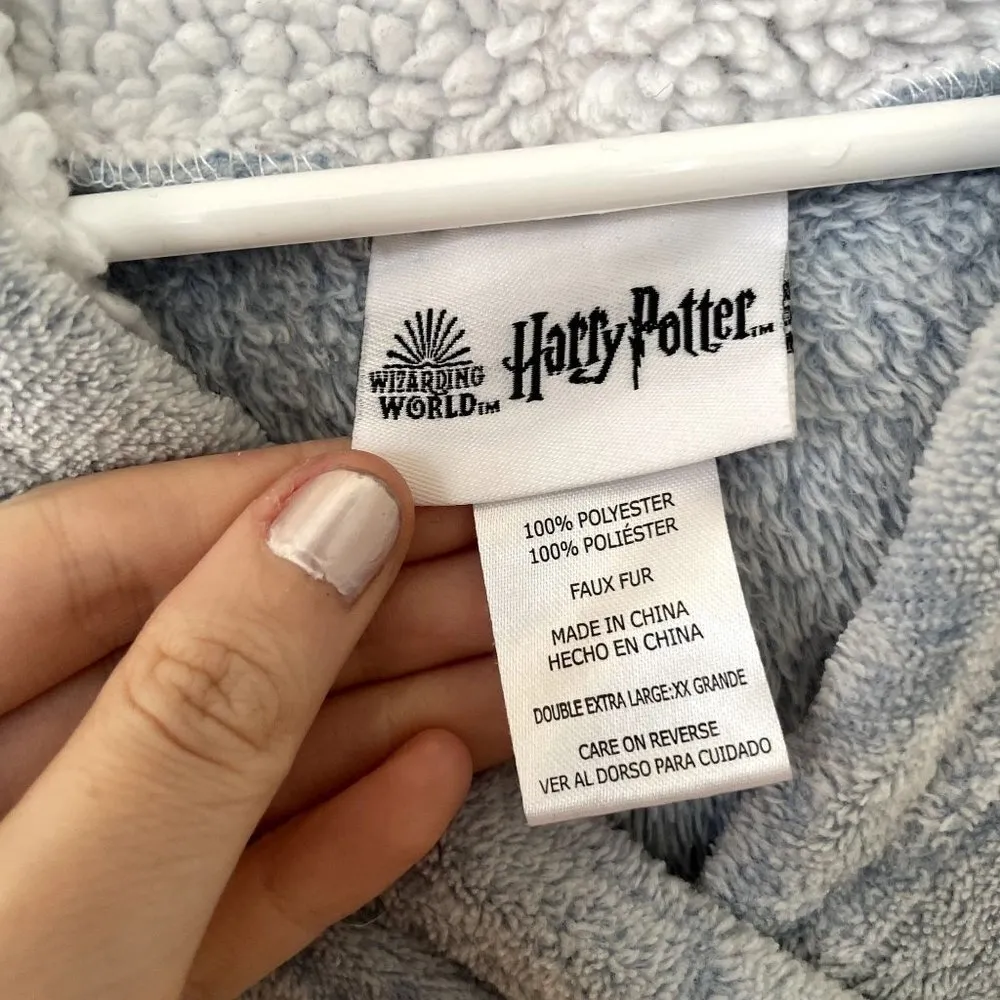 WIZARDING
WORLD™
Harry Potter™
100% POLYESTER
100% POLIÉSTER
FAUX FUR
MADE IN CHINA
HECHO EN CHINA
DOUBLE EXTRA LARGE:XX GRANDE
CARE ON REVERSE
VER AL DORSO PARA CUIDADO